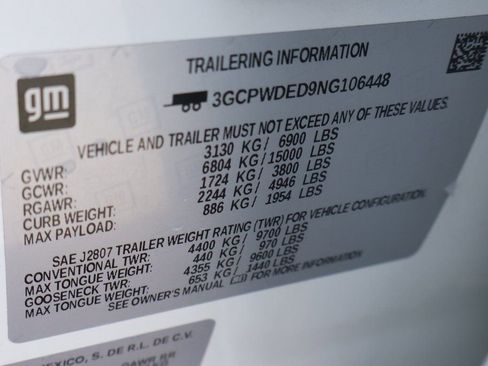 gm
TRAILERING INFORMATION
3GCPWDED9NG106448
VEHICLE AND TRAILER MUST NOT EXCEED ANY OF THESE VALUES.
GVWR: 3130 KG / 6900 LBS
GCWR: 6804 KG / 15000 LBS
RGAWR: 1724 KG / 3800 LBS
CURB WEIGHT: 2244 KG / 4946 LBS
MAX PAYLOAD: 886 KG / 1954 LBS
SAE J2807 TRAILER WEIGHT RATING (TWR) FOR VEHICLE CONFIGURATION.
CONVENTIONAL TWR: 4400 KG / 9700 LBS
MAX TONGUE WEIGHT: 440 KG / 970 LBS
GOOSENECK TWR: 4355 KG / 9600 LBS
MAX TONGUE WEIGHT: 653 KG / 1440 LBS
SEE OWNER'S MANUAL FOR MORE INFORMATION
MEXICO, S. DE R.L. DE C.V.
GAWR RR